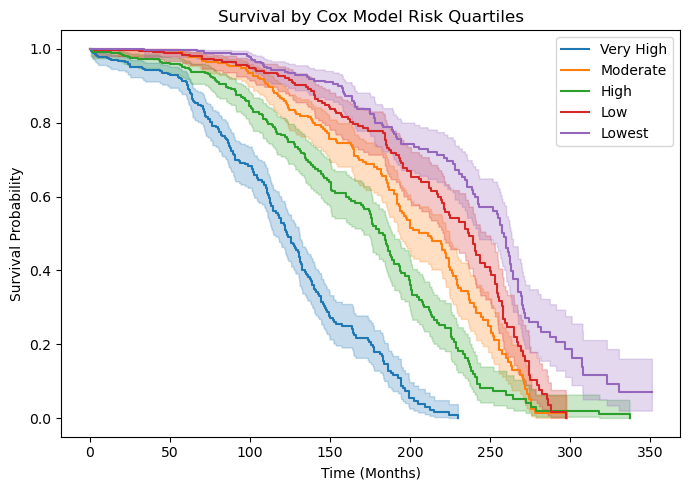 Survival by Cox Model Risk Quartiles
Very High
Moderate
High
Low
Lowest
Survival Probability
1.0
0.8
0.6
0.4
0.2
0.0
0 50 100 150 200 250 300 350
Time (Months)